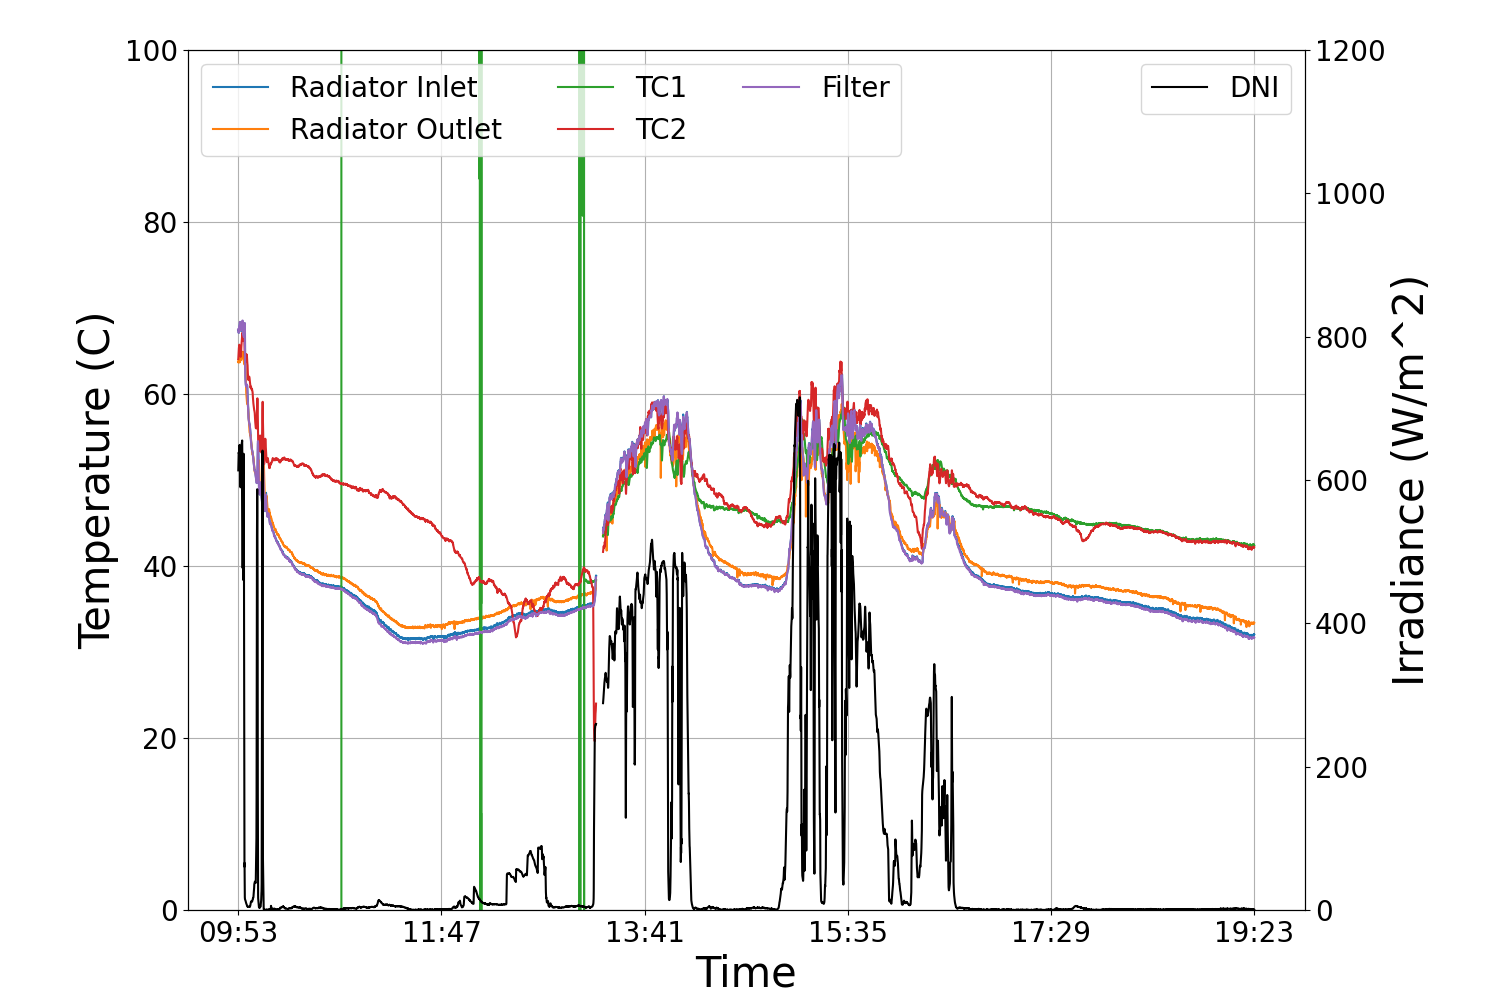 100
80
60
40
20
0
Temperature (C)
Radiator Inlet
Radiator Outlet
TC1
TC2
Filter
DNI
1200
1000
800
600
400
200
0
Irradiance (W/m^2)
09:53 11:47 13:41 15:35 17:29 19:23
Time